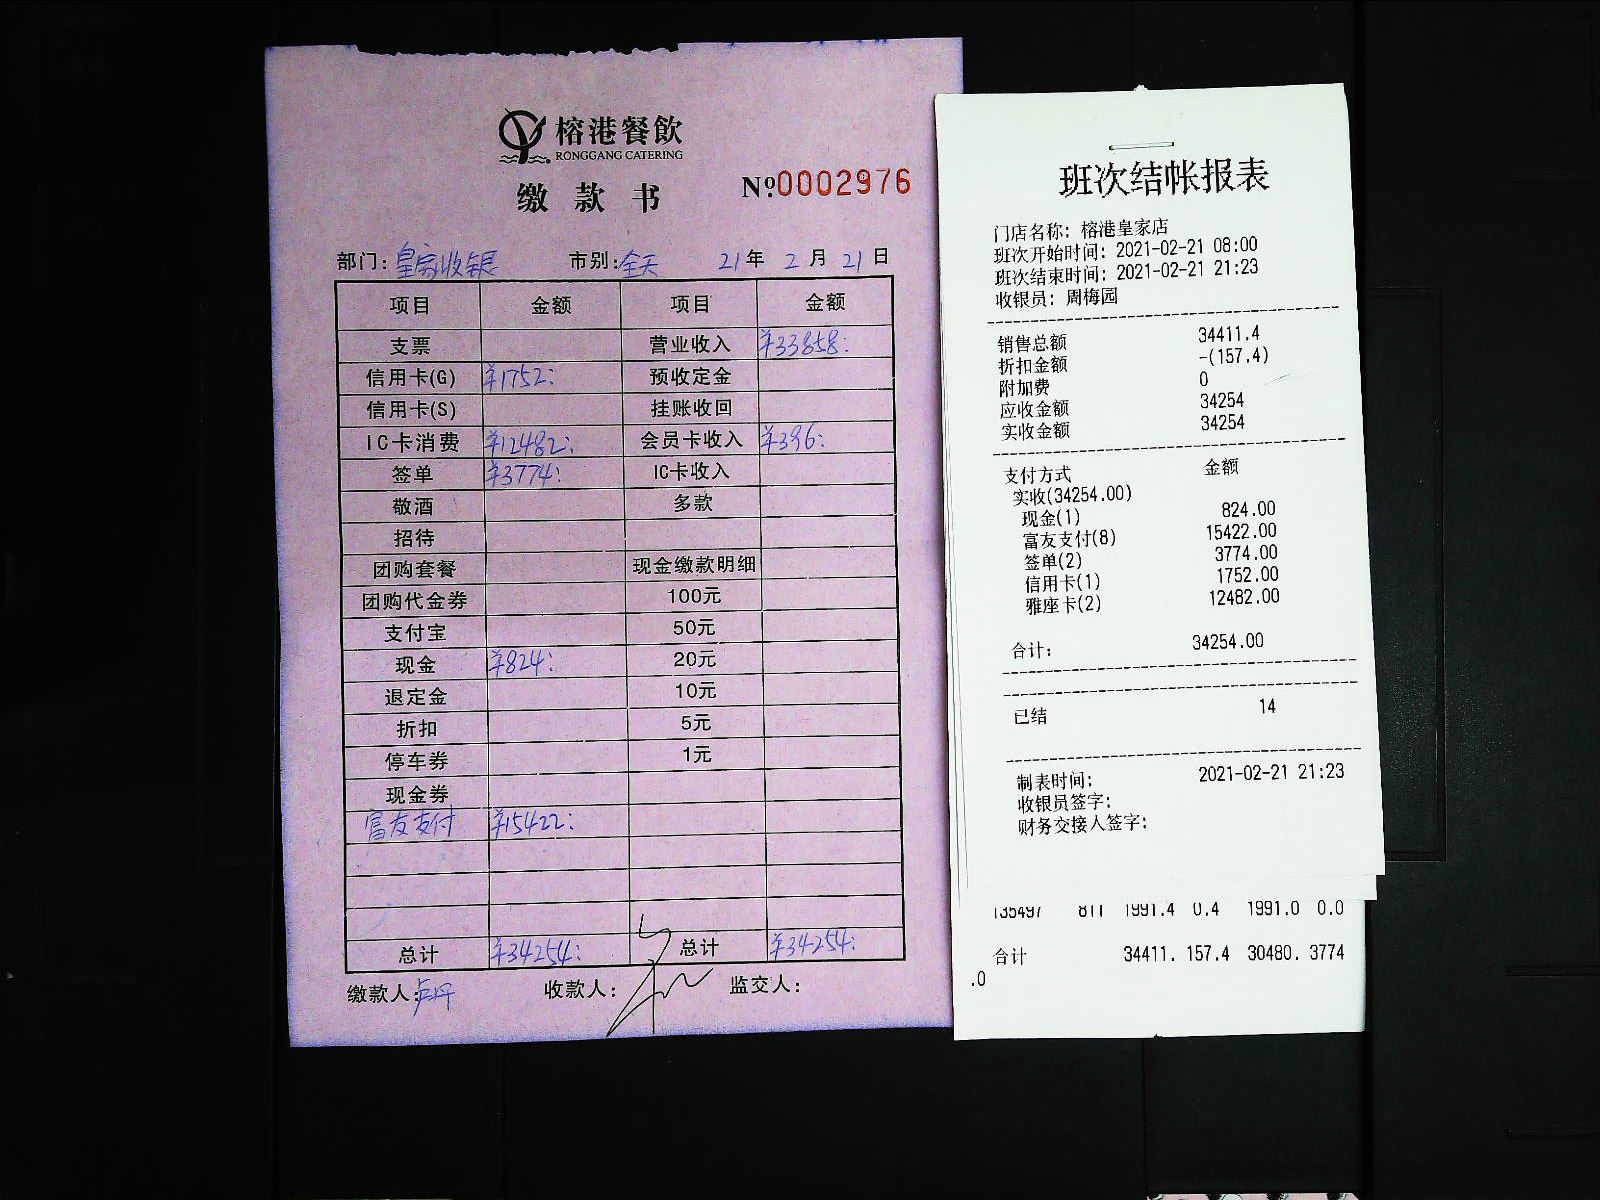 榕港餐飲
RONGGANG CATERING
缴款书 №0002976
部门:皇家收银 市别:全天 21年2月21日
项目 金额 项目 金额
支票 营业收入 ¥33858:
信用卡(G) ¥1752: 预收定金
信用卡(S) 挂账收回
IC卡消费 ¥12482: 会员卡收入 ¥396:
签单 ¥3774: IC卡收入
敬酒 多款
招待
团购套餐 现金缴款明细
团购代金券 100元
支付宝 50元
现金 ¥824: 20元
退定金 10元
折扣 5元
停车券 1元
现金券
富友支付 ¥15422:
总计 ¥34254: 总计 ¥34254:
缴款人: 收款人: 监交人:
班次结帐报表
门店名称: 榕港皇家店
班次开始时间: 2021-02-21 08:00
班次结束时间: 2021-02-21 21:23
收银员: 周梅园
销售总额 34411.4
折扣金额 -(157.4)
附加费 0
应收金额 34254
实收金额 34254
支付方式 金额
实收(34254.00)
现金(1) 824.00
富友支付(8) 15422.00
签单(2) 3774.00
信用卡(1) 1752.00
雅座卡(2) 12482.00
合计: 34254.00
已结 14
制表时间: 2021-02-21 21:23
收银员签字:
财务交接人签字:
135497 811 1991.4 0.4 1991.0 0.0
合计 34411. 157.4 30480. 3774
.0